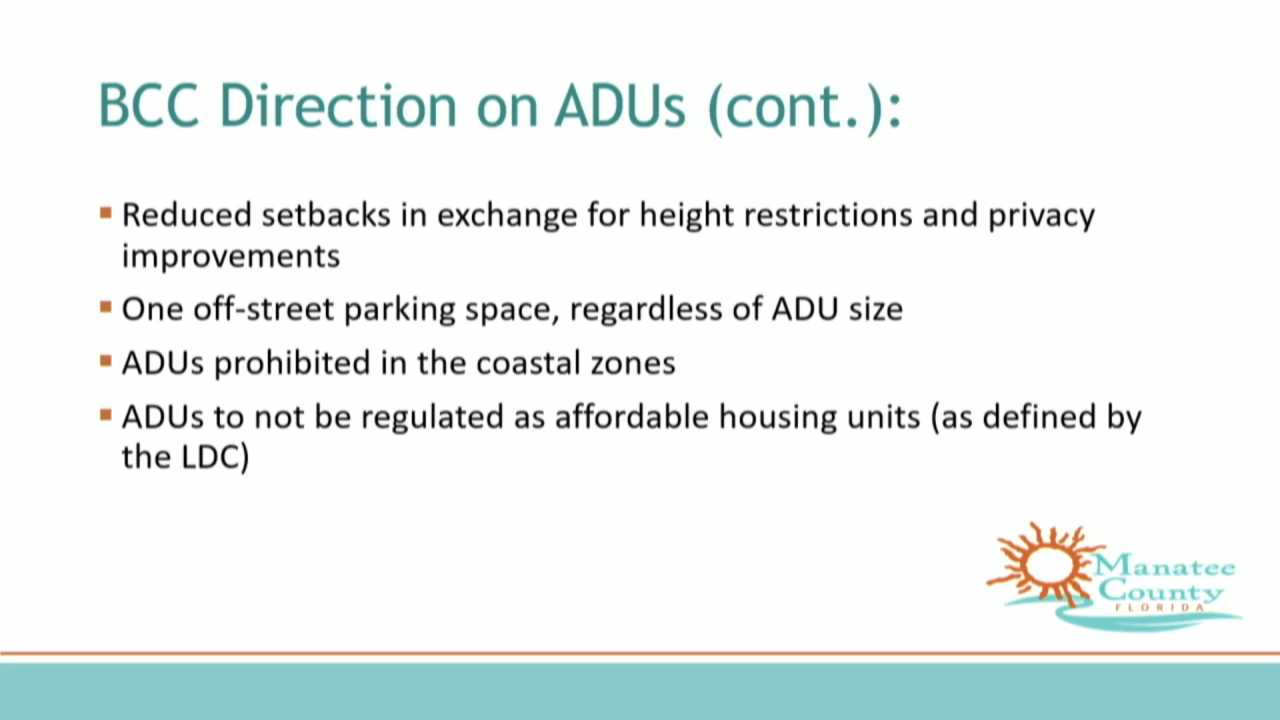 BCC Direction on ADUs (cont.):
Reduced setbacks in exchange for height restrictions and privacy
improvements
One off-street parking space, regardless of ADU size
ADUs prohibited in the coastal zones
ADUs to not be regulated as affordable housing units (as defined by
the LDC)
Manatee
County
FLORIDA